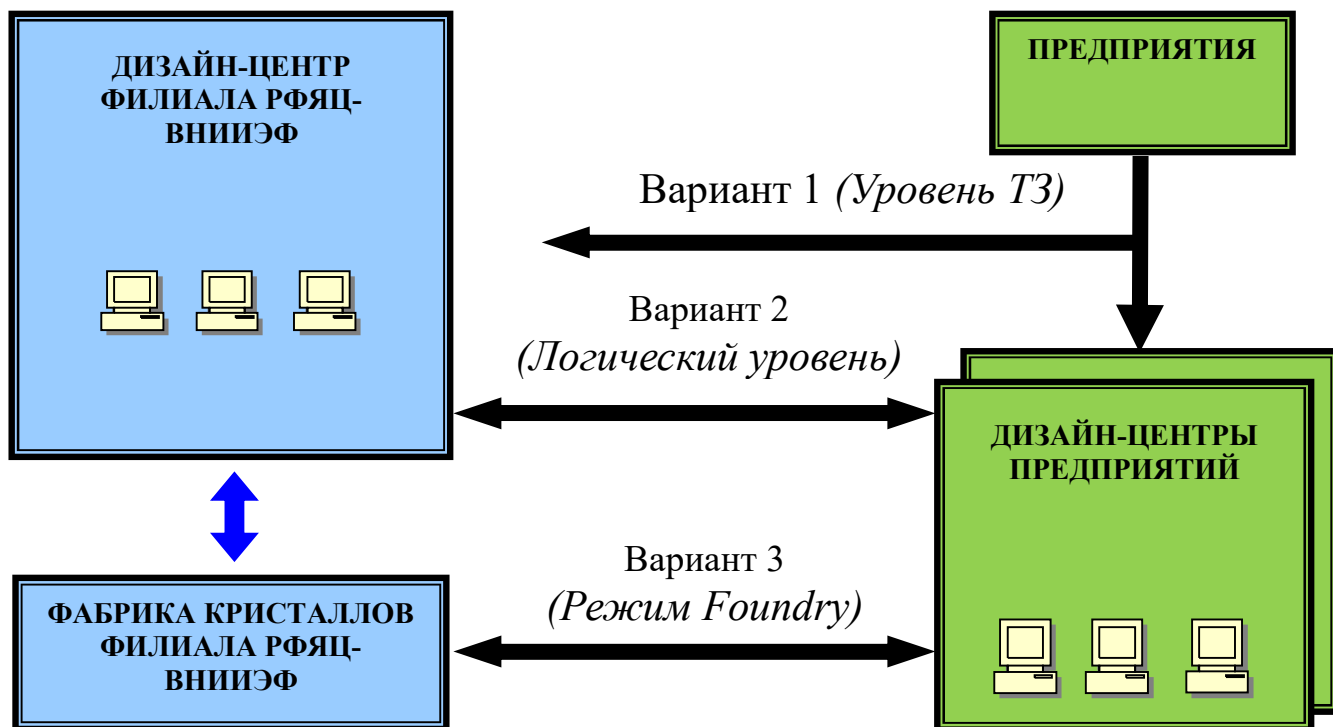 ДИЗАЙН-ЦЕНТР
ФИЛИАЛА РФЯЦ-
ВНИИЭФ
ПРЕДПРИЯТИЯ
Вариант 1 (Уровень ТЗ)
Вариант 2
(Логический уровень)
ДИЗАЙН-ЦЕНТРЫ
ПРЕДПРИЯТИЙ
Вариант 3
(Режим Foundry)
ФАБРИКА КРИСТАЛЛОВ
ФИЛИАЛА РФЯЦ-
ВНИИЭФ